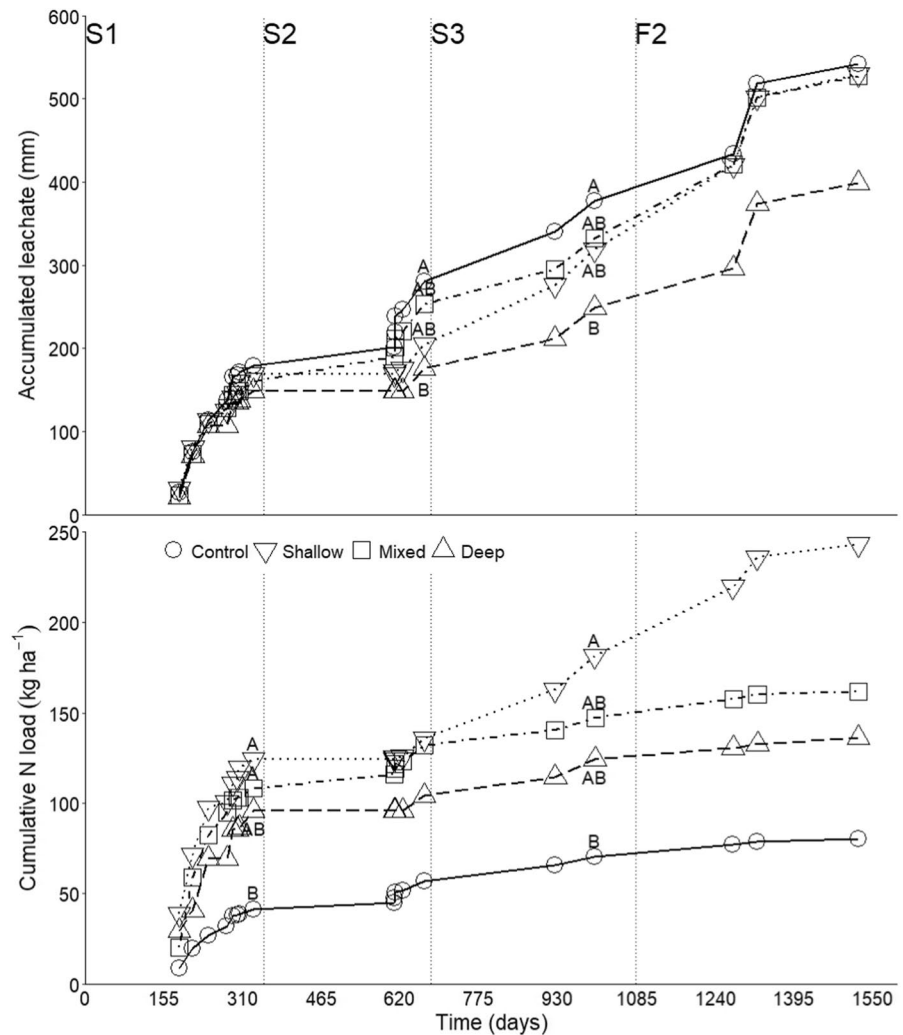 600
S1 S2 S3 F2
500
400
300
200
100
0
Accumulated leachate (mm)
A
AB
AB
B
A
AB
AB
B
250
Control Shallow Mixed Deep
200
150
100
50
0
Cumulative N load (kg ha⁻¹)
A
A
AB
B
A
AB
AB
B
0 155 310 465 620 775 930 1085 1240 1395 1550
Time (days)